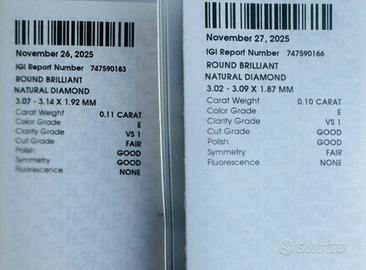 November 26, 2025
IGI Report Number 747590183
ROUND BRILLIANT
NATURAL DIAMOND
3.07 - 3.14 X 1.92 MM
Carat Weight 0.11 CARAT
Color Grade E
Clarity Grade VS 1
Cut Grade FAIR
Polish GOOD
Symmetry GOOD
Fluorescence NONE
November 27, 2025
IGI Report Number 747590166
ROUND BRILLIANT
NATURAL DIAMOND
3.02 - 3.09 X 1.87 MM
Carat Weight 0.10 CARAT
Color Grade E
Clarity Grade VS 1
Cut Grade GOOD
Polish GOOD
Symmetry FAIR
Fluorescence NONE
subito